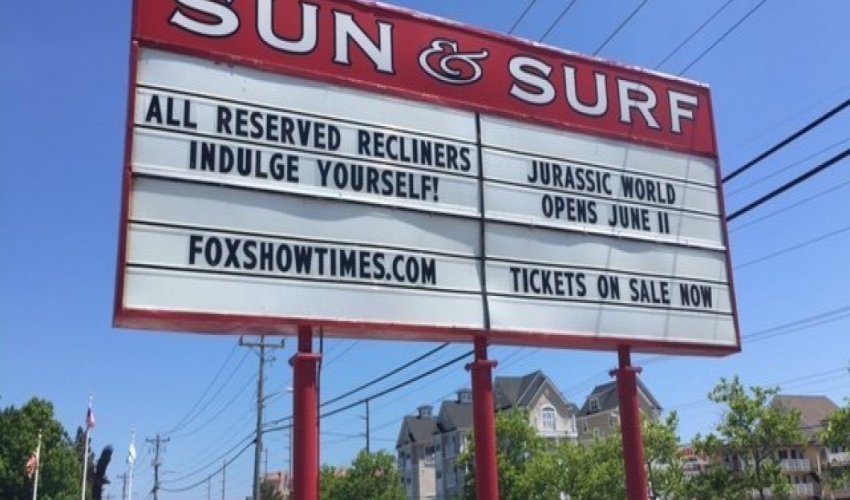 SUN & SURF
ALL RESERVED RECLINERS
INDULGE YOURSELF!
FOXSHOWTIMES.COM
JURASSIC WORLD
OPENS JUNE 11
TICKETS ON SALE NOW